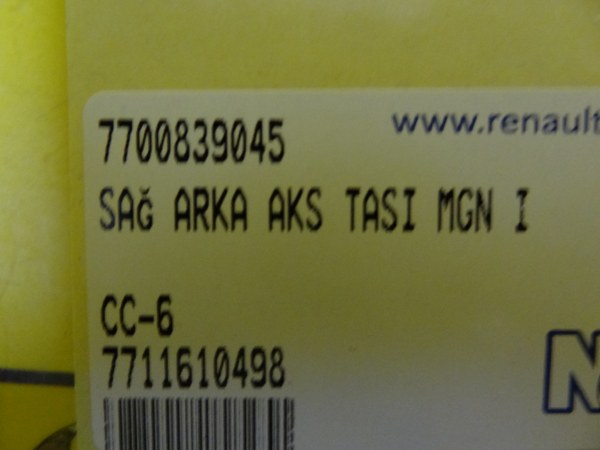 www.renault
7700839045
SAğ ARKA AKS TASI MGN I
CC-6
7711610498